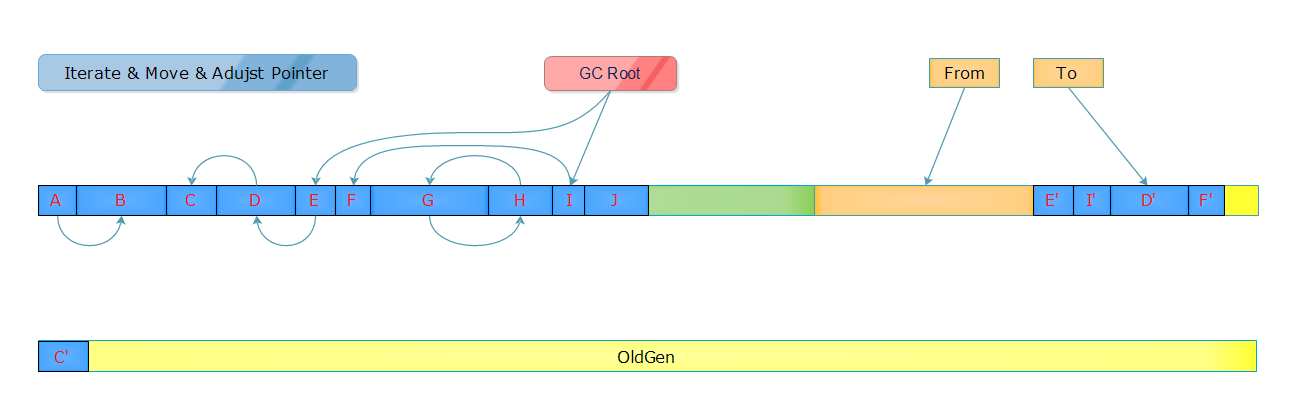 Iterate & Move & Adujst Pointer
GC Root
From
To
A B C D E F G H I J E' I' D' F'
C' OldGen